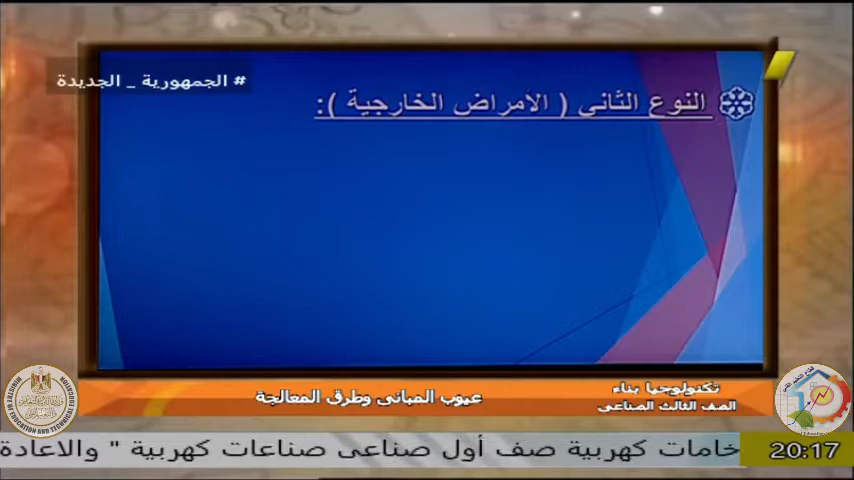 # الجمهورية _ الجديدة
النوع الثانى ( الأمراض الخارجية ):
تكنولوجيا بناء
الصف الثالث الصناعى
عيوب المبانى وطرق المعالجة
خامات كهربية صف أول صناعى صناعات كهربية " والاعادة
20:17